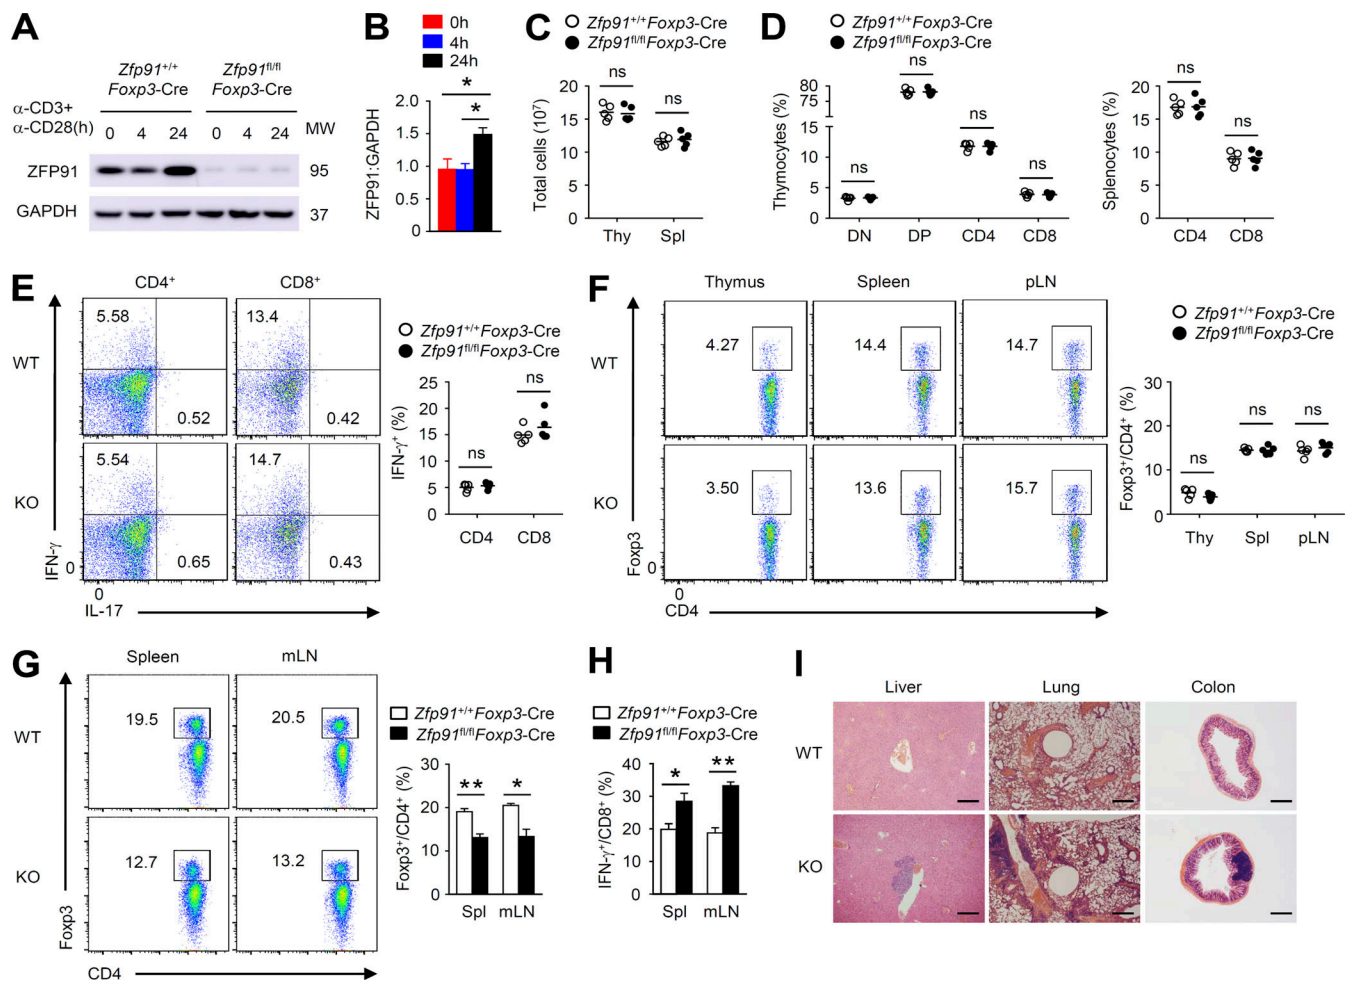 A
Zfp91+/+ Zfp91fl/fl
Foxp3-Cre Foxp3-Cre
α-CD3+
α-CD28(h) 0 4 24 0 4 24 MW
ZFP91 95
GAPDH 37
B
0h
4h
24h
*
*
ZFP91:GAPDH
2.0
1.5
1.0
0.5
0
C
Zfp91+/+Foxp3-Cre
Zfp91fl/flFoxp3-Cre
ns
ns
Total cells (10⁷)
20
15
10
5
0
Thy Spl
D
Zfp91+/+Foxp3-Cre
Zfp91fl/flFoxp3-Cre
ns
ns
ns
ns
Thymocytes (%)
80
75
15
10
5
0
DN DP CD4 CD8
ns
ns
Splenocytes (%)
20
15
10
5
0
CD4 CD8
E
CD4+ CD8+
WT
5.58 13.4
0.52 0.42
KO
5.54 14.7
0.65 0.43
IFN-γ
0
0
IL-17
Zfp91+/+Foxp3-Cre
Zfp91fl/flFoxp3-Cre
ns
ns
IFN-γ+ (%)
25
20
15
10
5
0
CD4 CD8
F
Thymus Spleen pLN
WT
4.27 14.4 14.7
KO
3.50 13.6 15.7
Foxp3
0
0
CD4
Zfp91+/+Foxp3-Cre
Zfp91fl/flFoxp3-Cre
ns
ns
ns
Foxp3+/CD4+ (%)
30
20
10
0
Thy Spl pLN
G
Spleen mLN
WT
19.5 20.5
KO
12.7 13.2
Foxp3
CD4
Zfp91+/+Foxp3-Cre
Zfp91fl/flFoxp3-Cre
** *
Foxp3+/CD4+ (%)
30
20
10
0
Spl mLN
H
Zfp91+/+Foxp3-Cre
Zfp91fl/flFoxp3-Cre
* **
IFN-γ+/CD8+ (%)
40
30
20
10
0
Spl mLN
I
Liver Lung Colon
WT
KO